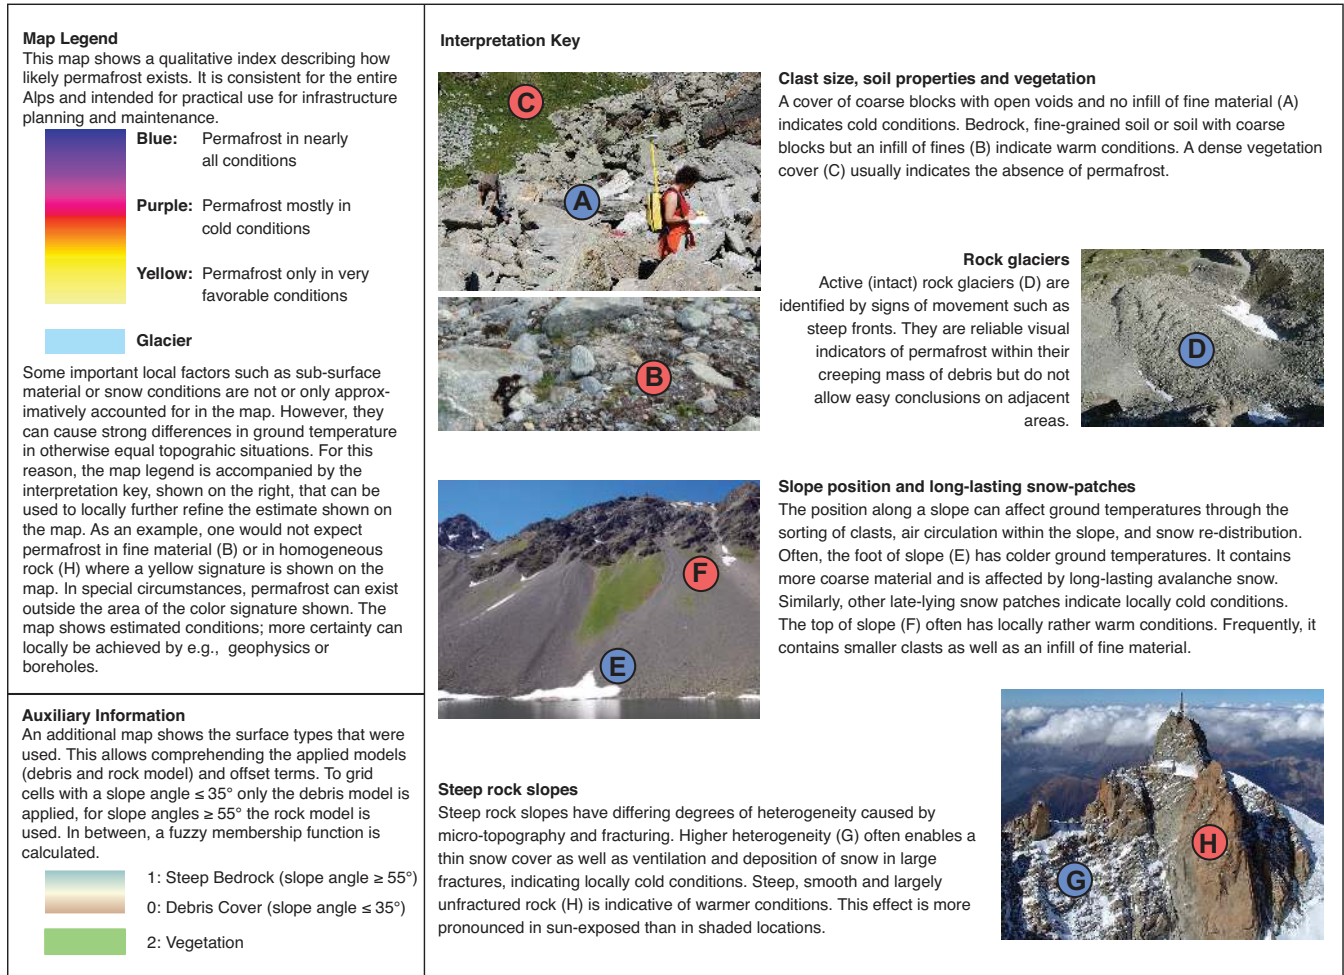 Map Legend
This map shows a qualitative index describing how
likely permafrost exists. It is consistent for the entire
Alps and intended for practical use for infrastructure
planning and maintenance.
Blue: Permafrost in nearly
all conditions
Purple: Permafrost mostly in
cold conditions
Yellow: Permafrost only in very
favorable conditions
Glacier
Some important local factors such as sub-surface
material or snow conditions are not or only approx-
imatively accounted for in the map. However, they
can cause strong differences in ground temperature
in otherwise equal topograhic situations. For this
reason, the map legend is accompanied by the
interpretation key, shown on the right, that can be
used to locally further refine the estimate shown on
the map. As an example, one would not expect
permafrost in fine material (B) or in homogeneous
rock (H) where a yellow signature is shown on the
map. In special circumstances, permafrost can exist
outside the area of the color signature shown. The
map shows estimated conditions; more certainty can
locally be achieved by e.g., geophysics or
boreholes.
Auxiliary Information
An additional map shows the surface types that were
used. This allows comprehending the applied models
(debris and rock model) and offset terms. To grid
cells with a slope angle ≤ 35° only the debris model is
applied, for slope angles ≥ 55° the rock model is
used. In between, a fuzzy membership function is
calculated.
1: Steep Bedrock (slope angle ≥ 55°)
0: Debris Cover (slope angle ≤ 35°)
2: Vegetation
Interpretation Key
C
A
B
Clast size, soil properties and vegetation
A cover of coarse blocks with open voids and no infill of fine material (A)
indicates cold conditions. Bedrock, fine-grained soil or soil with coarse
blocks but an infill of fines (B) indicate warm conditions. A dense vegetation
cover (C) usually indicates the absence of permafrost.
Rock glaciers
Active (intact) rock glaciers (D) are
identified by signs of movement such as
steep fronts. They are reliable visual
indicators of permafrost within their
creeping mass of debris but do not
allow easy conclusions on adjacent
areas.
D
F
E
Slope position and long-lasting snow-patches
The position along a slope can affect ground temperatures through the
sorting of clasts, air circulation within the slope, and snow re-distribution.
Often, the foot of slope (E) has colder ground temperatures. It contains
more coarse material and is affected by long-lasting avalanche snow.
Similarly, other late-lying snow patches indicate locally cold conditions.
The top of slope (F) often has locally rather warm conditions. Frequently, it
contains smaller clasts as well as an infill of fine material.
Steep rock slopes
Steep rock slopes have differing degrees of heterogeneity caused by
micro-topography and fracturing. Higher heterogeneity (G) often enables a
thin snow cover as well as ventilation and deposition of snow in large
fractures, indicating locally cold conditions. Steep, smooth and largely
unfractured rock (H) is indicative of warmer conditions. This effect is more
pronounced in sun-exposed than in shaded locations.
H
G